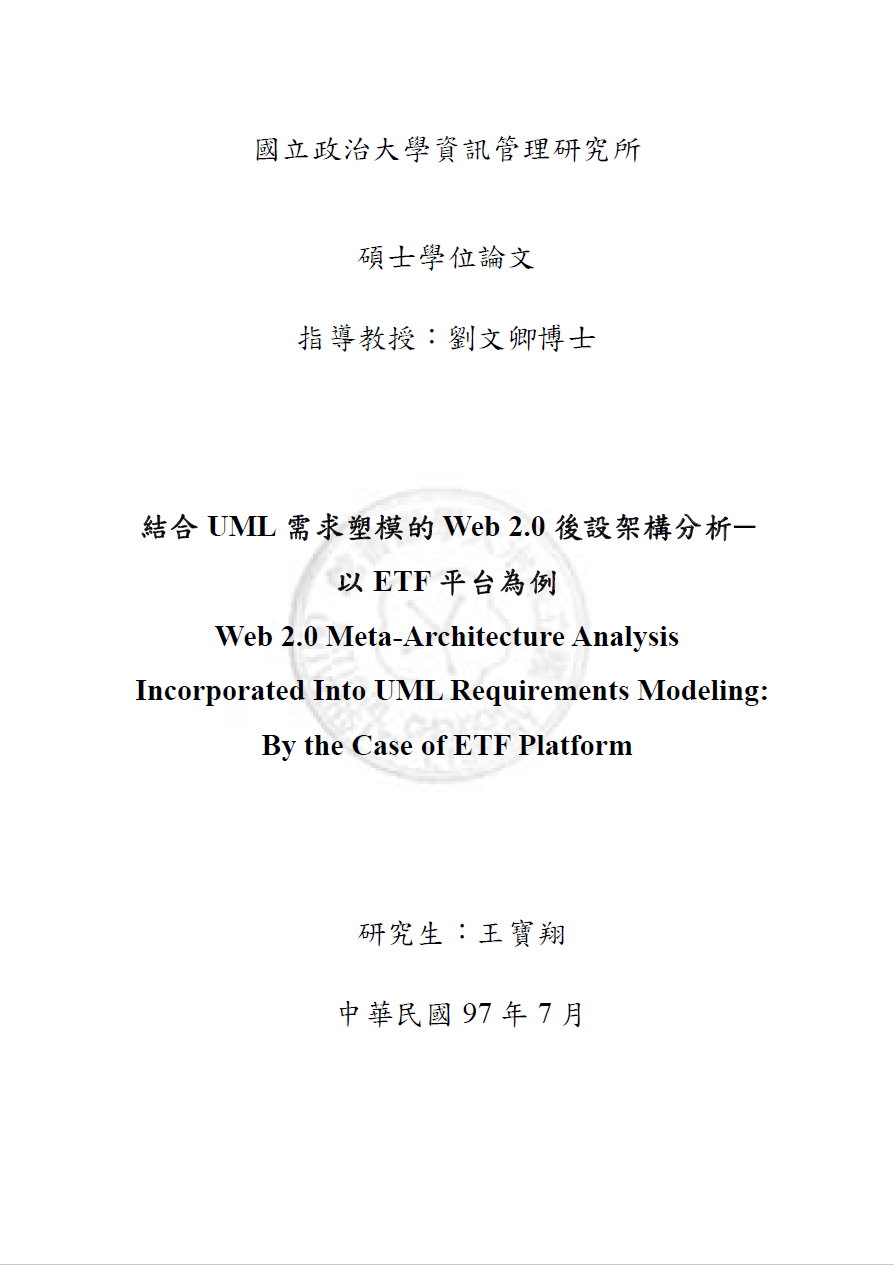 國立政治大學資訊管理研究所
碩士學位論文
指導教授：劉文卿博士
結合 UML 需求塑模的 Web 2.0 後設架構分析─
以 ETF 平台為例
Web 2.0 Meta-Architecture Analysis
Incorporated Into UML Requirements Modeling:
By the Case of ETF Platform
研究生：王寶翔
中華民國 97 年 7 月